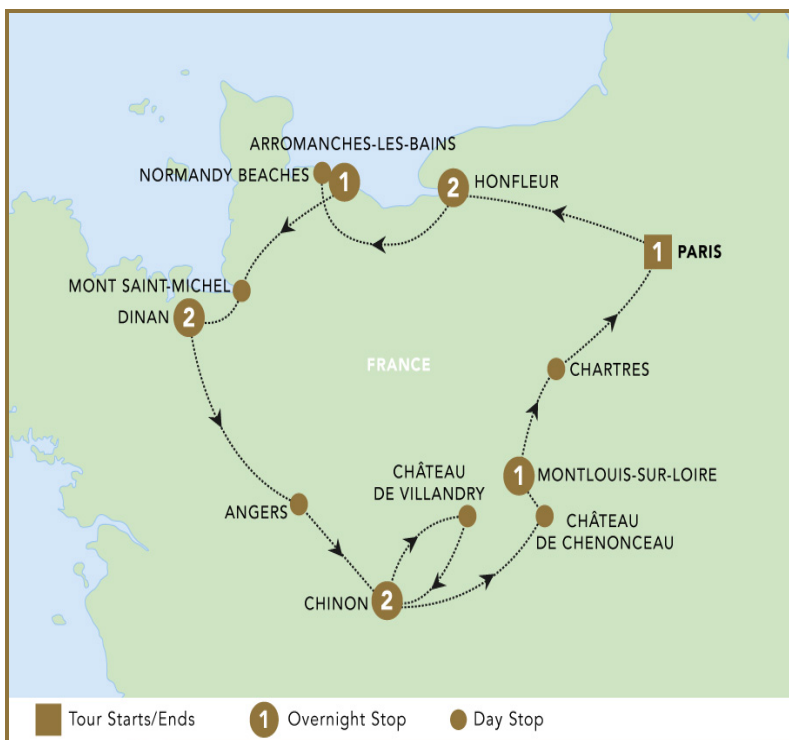 ARROMANCHES-LES-BAINS
NORMANDY BEACHES
1
2
HONFLEUR
1
PARIS
MONT SAINT-MICHEL
DINAN
2
FRANCE
CHARTRES
CHÂTEAU
DE VILLANDRY
1
MONTLOUIS-SUR-LOIRE
ANGERS
CHÂTEAU
DE CHENONCEAU
CHINON
2
Tour Starts/Ends
1
Overnight Stop
Day Stop